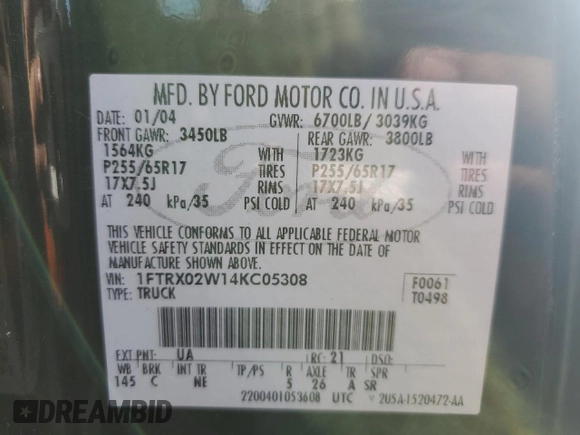 MFD. BY FORD MOTOR CO. IN U.S.A.
DATE: 01/04 GVWR: 6700LB/ 3039KG
FRONT GAWR: 3450LB REAR GAWR: 3800LB
1564KG WITH 1723KG WITH
P255/65R17 TIRES P255/65R17 TIRES
17X7.5J RIMS 17X7.5J RIMS
AT 240 kPa/35 PSI COLD AT 240 kPa/35 PSI COLD
Ford
THIS VEHICLE CONFORMS TO ALL APPLICABLE FEDERAL MOTOR
VEHICLE SAFETY STANDARDS IN EFFECT ON THE DATE OF
MANUFACTURE SHOWN ABOVE.
VIN: 1FTRX02W14KC05308 F0061
TYPE: TRUCK T0498
EXT PNT: UA RC: 21 DSO:
WB BRK INT TR TP/PS R AXLE TR SPR
145 C NE 5 26 A SR
2200401053608 UTC 2U5A-1520472-AA
DREAMBID